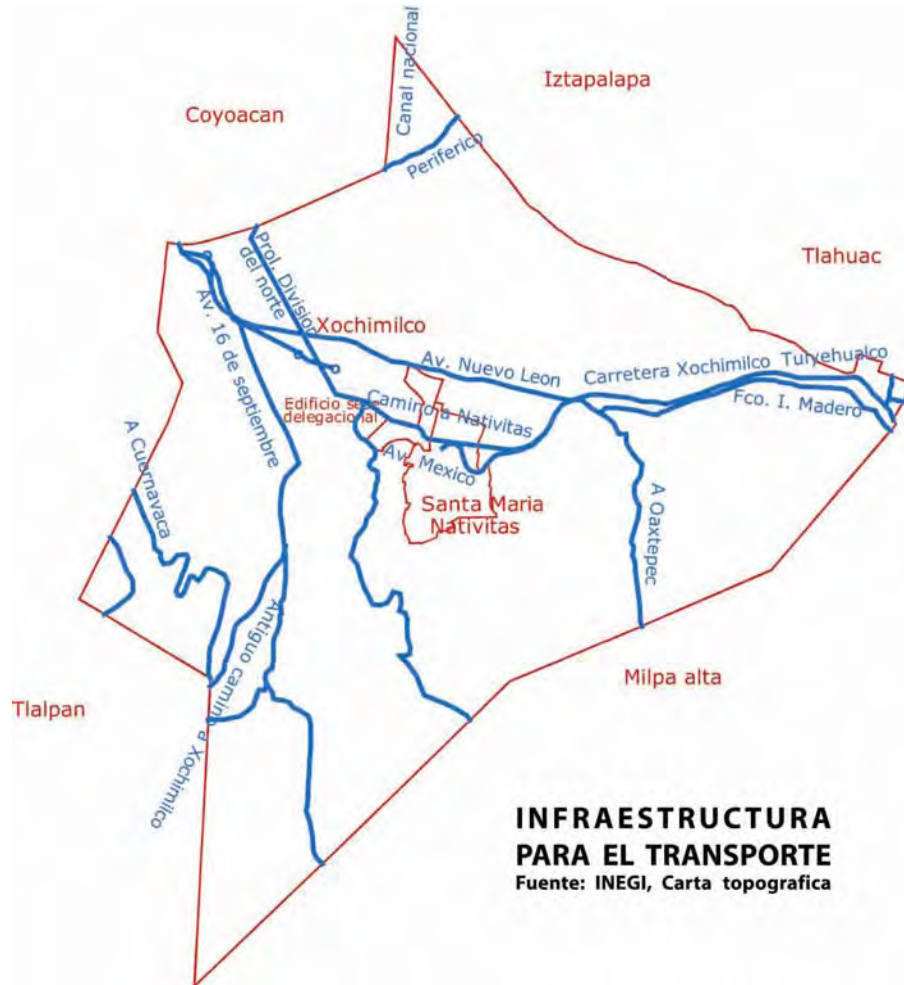 Canal nacional
Iztapalapa
Coyoacan
Periferico
Tlahuac
Prol. Division
del norte
Xochimilco
Av. 16 de septiembre
Av. Nuevo Leon
Carretera Xochimilco Tulyehualco
Fco. I. Madero
Edificio sede
delegacional
Camino a Nativitas
A Cuernavaca
Av. Mexico
Santa Maria
Nativitas
A Oaxtepec
Antiguo camino a Xochimilco
Milpa alta
Tlalpan
INFRAESTRUCTURA
PARA EL TRANSPORTE
Fuente: INEGI, Carta topografica